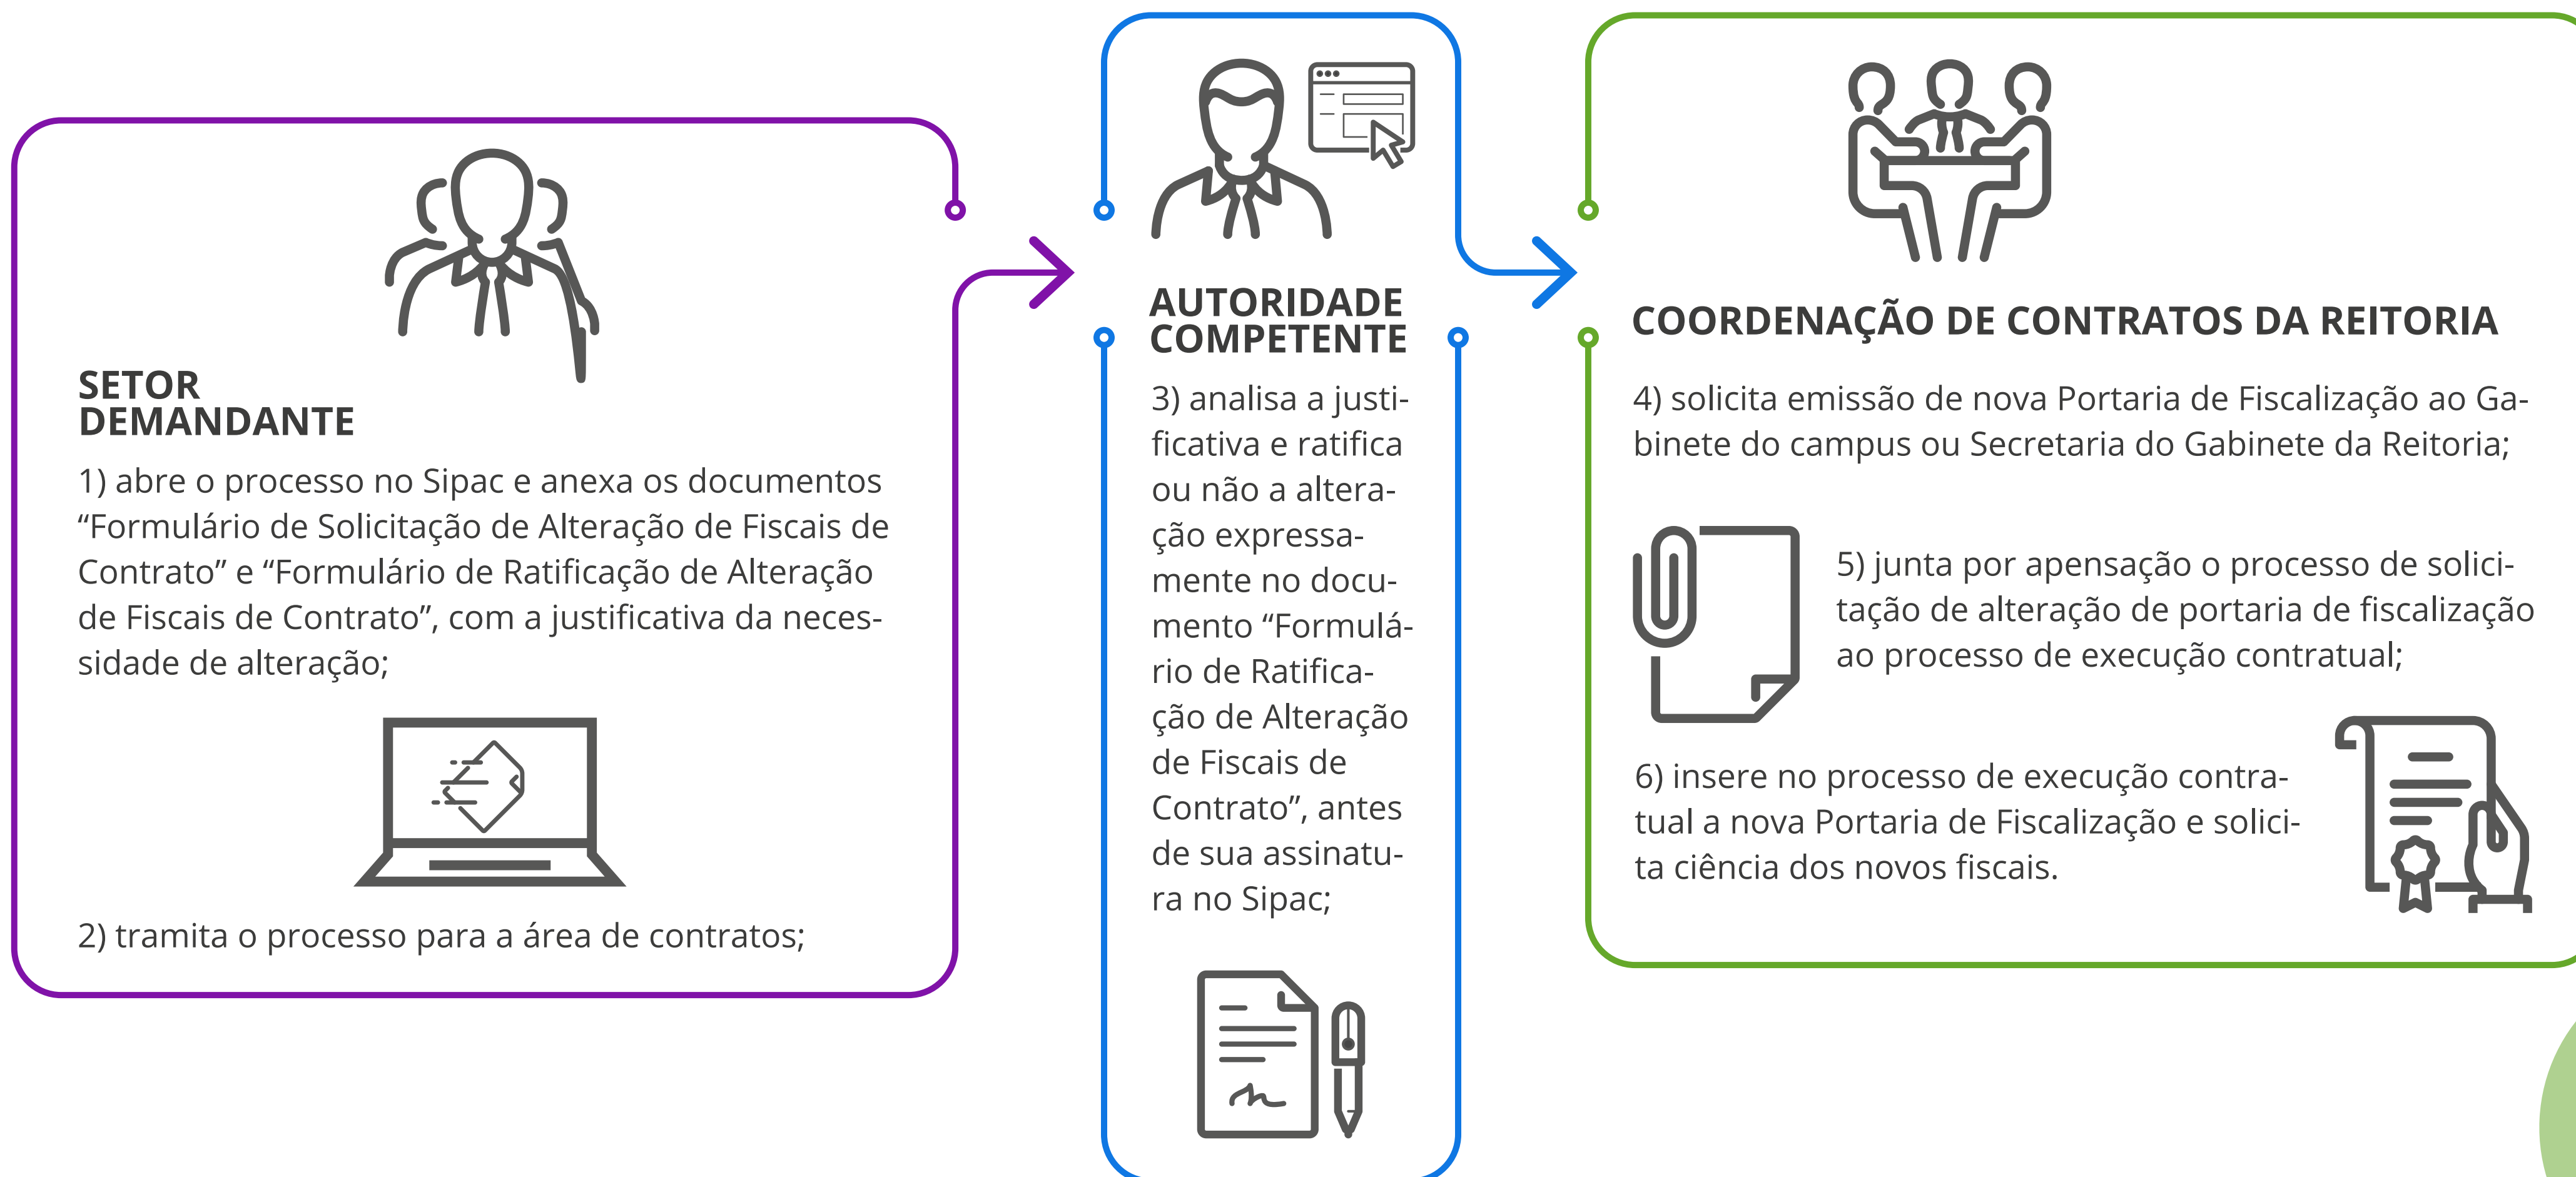 SETOR
DEMANDANTE
1) abre o processo no Sipac e anexa os documentos
“Formulário de Solicitação de Alteração de Fiscais de
Contrato” e “Formulário de Ratificação de Alteração
de Fiscais de Contrato”, com a justificativa da neces-
sidade de alteração;
2) tramita o processo para a área de contratos;
AUTORIDADE
COMPETENTE
3) analisa a justi-
ficativa e ratifica
ou não a altera-
ção expressa-
mente no docu-
mento “Formulá-
rio de Ratifica-
ção de Alteração
de Fiscais de
Contrato”, antes
de sua assinatu-
ra no Sipac;
COORDENAÇÃO DE CONTRATOS DA REITORIA
4) solicita emissão de nova Portaria de Fiscalização ao Ga-
binete do campus ou Secretaria do Gabinete da Reitoria;
5) junta por apensação o processo de solici-
tação de alteração de portaria de fiscalização
ao processo de execução contratual;
6) insere no processo de execução contra-
tual a nova Portaria de Fiscalização e solici-
ta ciência dos novos fiscais.